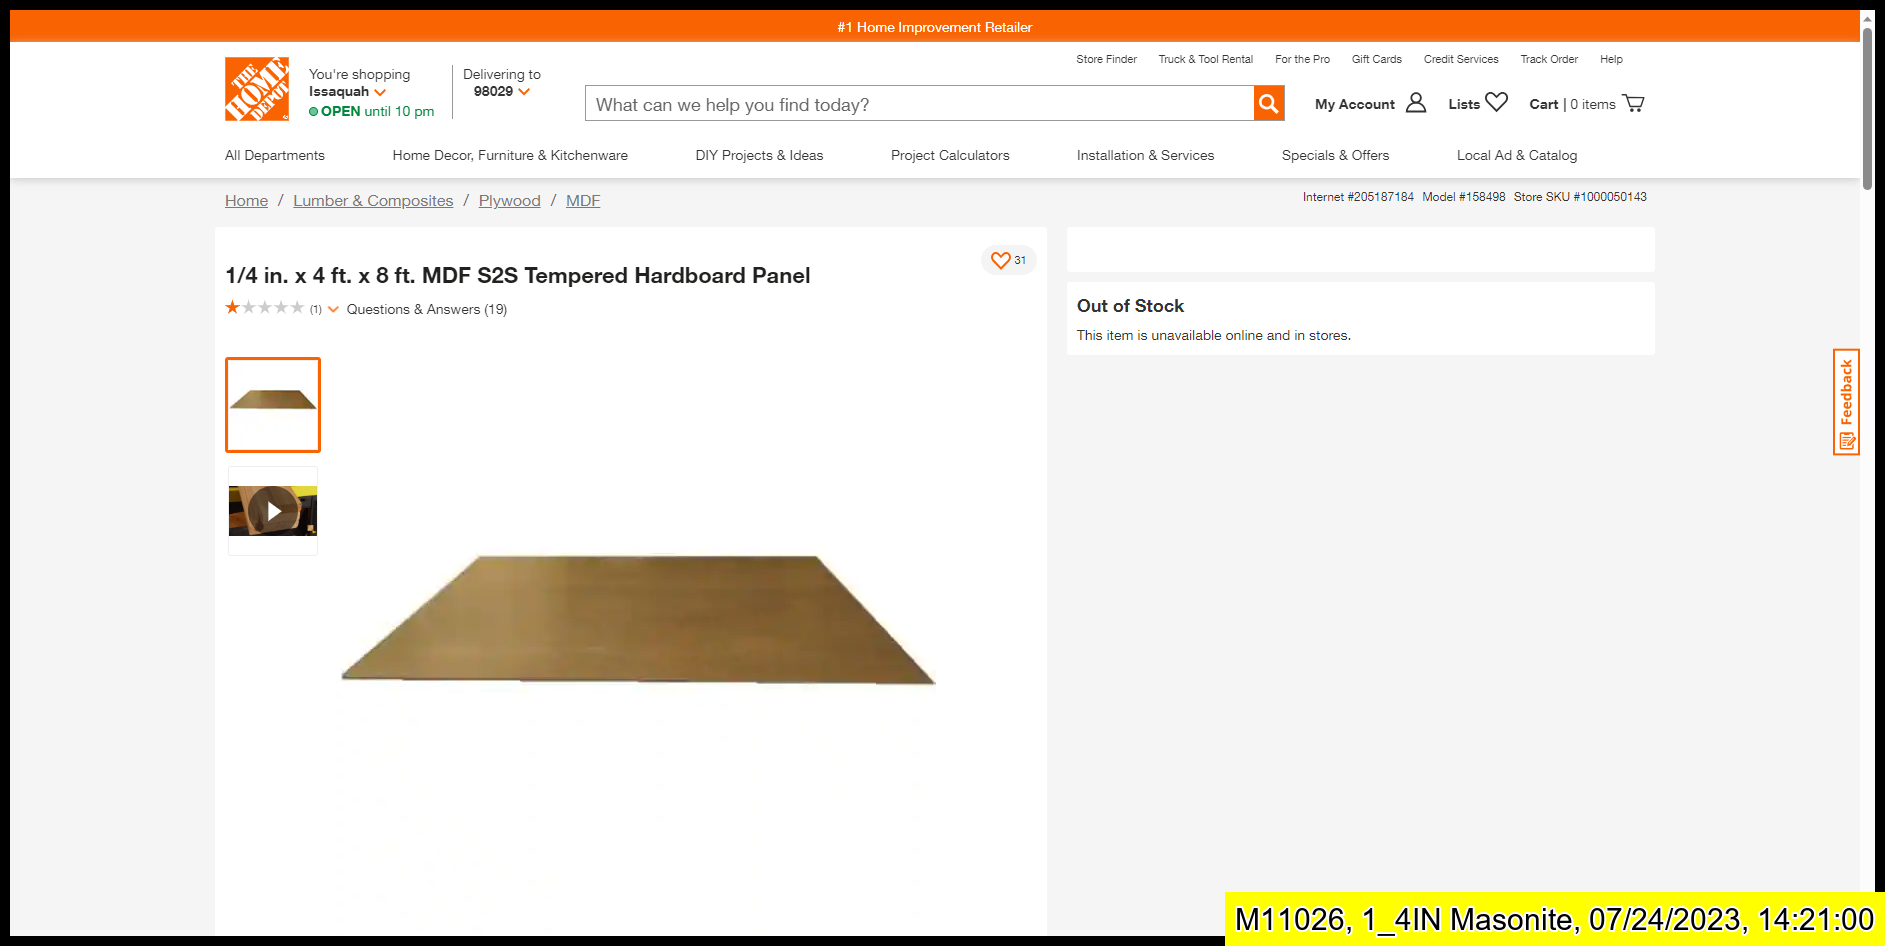 #1 Home Improvement Retailer
Store Finder Truck & Tool Rental For the Pro Gift Cards Credit Services Track Order Help
THE HOME DEPOT
You're shopping
Issaquah
OPEN until 10 pm
Delivering to
98029
What can we help you find today?
My Account Lists Cart | 0 items
All Departments Home Decor, Furniture & Kitchenware DIY Projects & Ideas Project Calculators Installation & Services Specials & Offers Local Ad & Catalog
Home / Lumber & Composites / Plywood / MDF
Internet #205187184 Model #158498 Store SKU #1000050143
31
1/4 in. x 4 ft. x 8 ft. MDF S2S Tempered Hardboard Panel
(1) Questions & Answers (19)
Out of Stock
This item is unavailable online and in stores.
Feedback
M11026, 1_4IN Masonite, 07/24/2023, 14:21:00